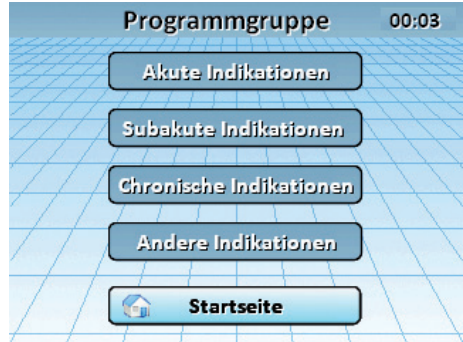 Programmgruppe 00:03
Akute Indikationen
Subakute Indikationen
Chronische Indikationen
Andere Indikationen
Startseite